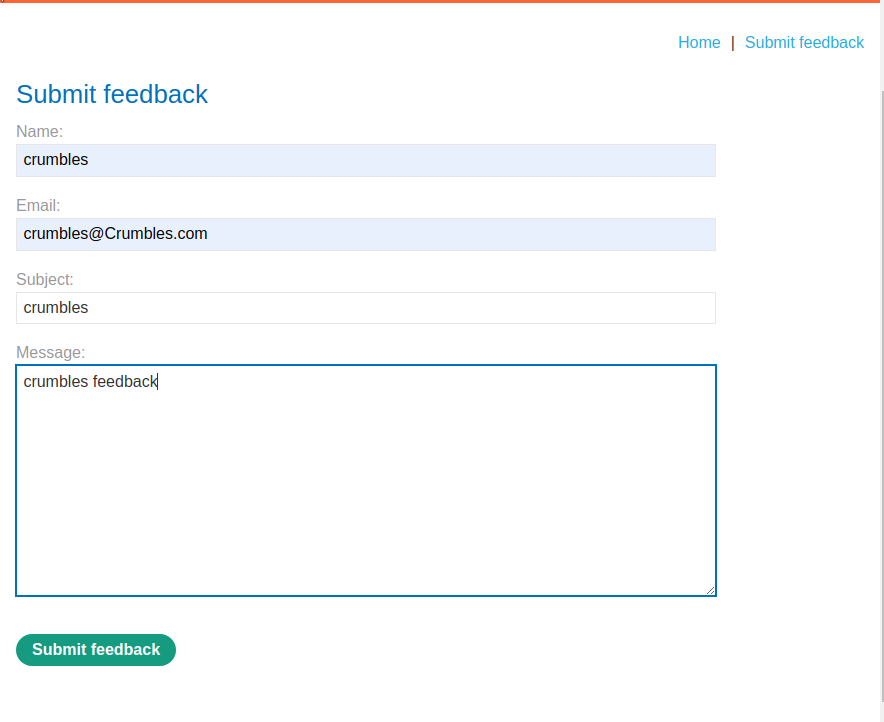 Home | Submit feedback
Submit feedback
Name:
crumbles
Email:
crumbles@Crumbles.com
Subject:
crumbles
Message:
crumbles feedback
Submit feedback